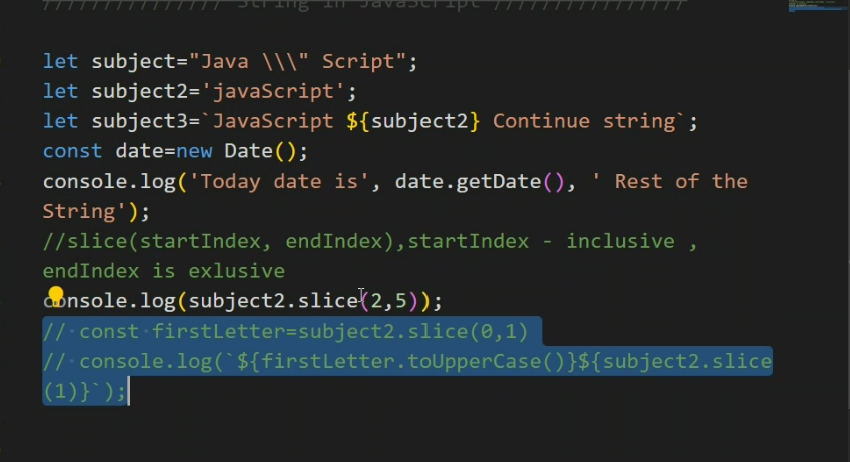 /////////////// String in JavaScript ////////////////
let subject="Java \\\" Script";
let subject2='javaScript';
let subject3=`JavaScript ${subject2} Continue string`;
const date=new Date();
console.log('Today date is', date.getDate(), ' Rest of the
String');
//slice(startIndex, endIndex),startIndex - inclusive ,
endIndex is exlusive
console.log(subject2.slice(2,5));
// const firstLetter=subject2.slice(0,1)
// console.log(`${firstLetter.toUpperCase()}${subject2.slice
(1)}`);